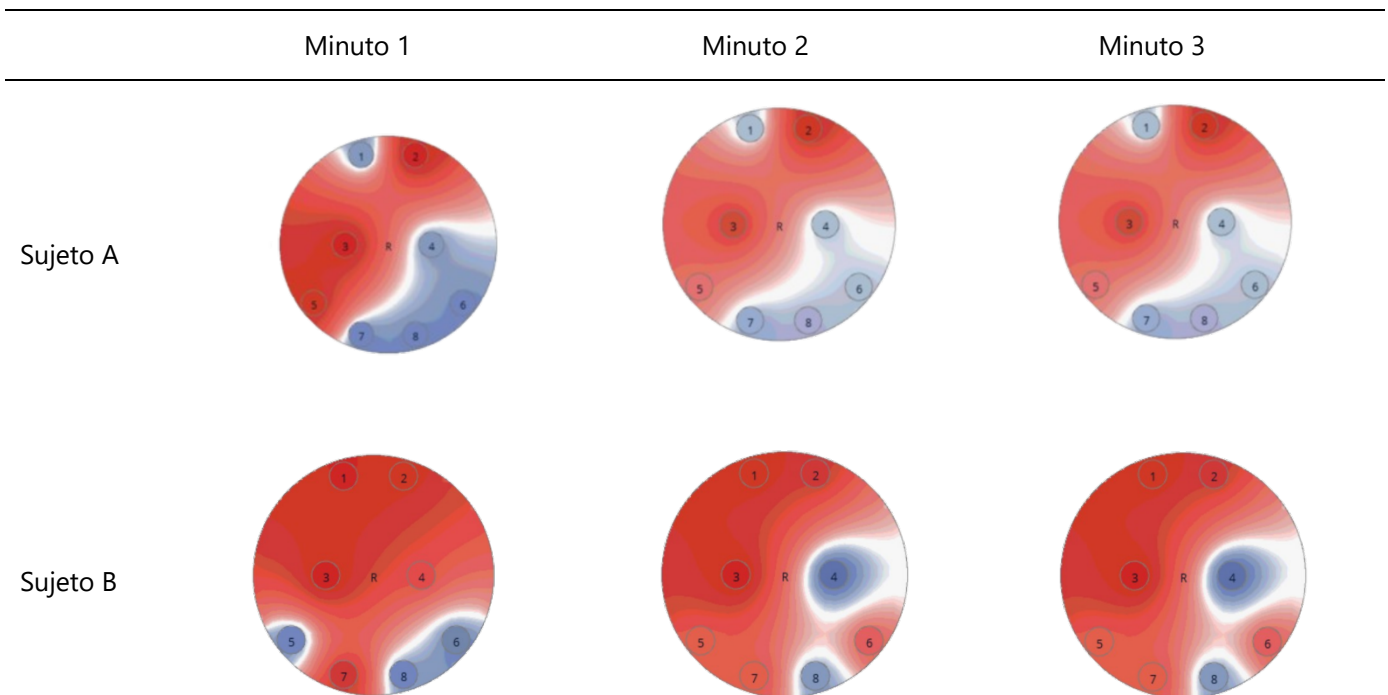 Minuto 1 Minuto 2 Minuto 3
1 2 1 2 1 2
3 R 4 3 R 4 3 R 4
Sujeto A
5 6 5 6 5 6
7 8 7 8 7 8
1 2 1 2 1 2
3 R 4 3 R 4 3 R 4
Sujeto B
5 6 5 6 5 6
7 8 7 8 7 8